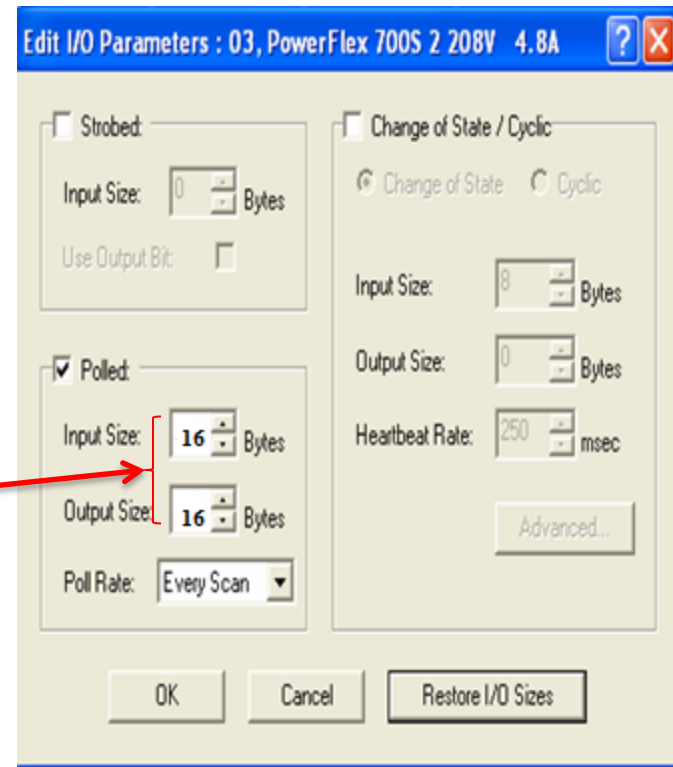 Edit I/O Parameters : 03, PowerFlex 700S 2 208V 4.8A
Strobed:
Input Size: 0 Bytes
Use Output Bit:
Polled:
Input Size: 16 Bytes
Output Size: 16 Bytes
Poll Rate: Every Scan
Change of State / Cyclic
Change of State Cyclic
Input Size: 8 Bytes
Output Size: 0 Bytes
Heartbeat Rate: 250 msec
Advanced...
OK Cancel Restore I/O Sizes